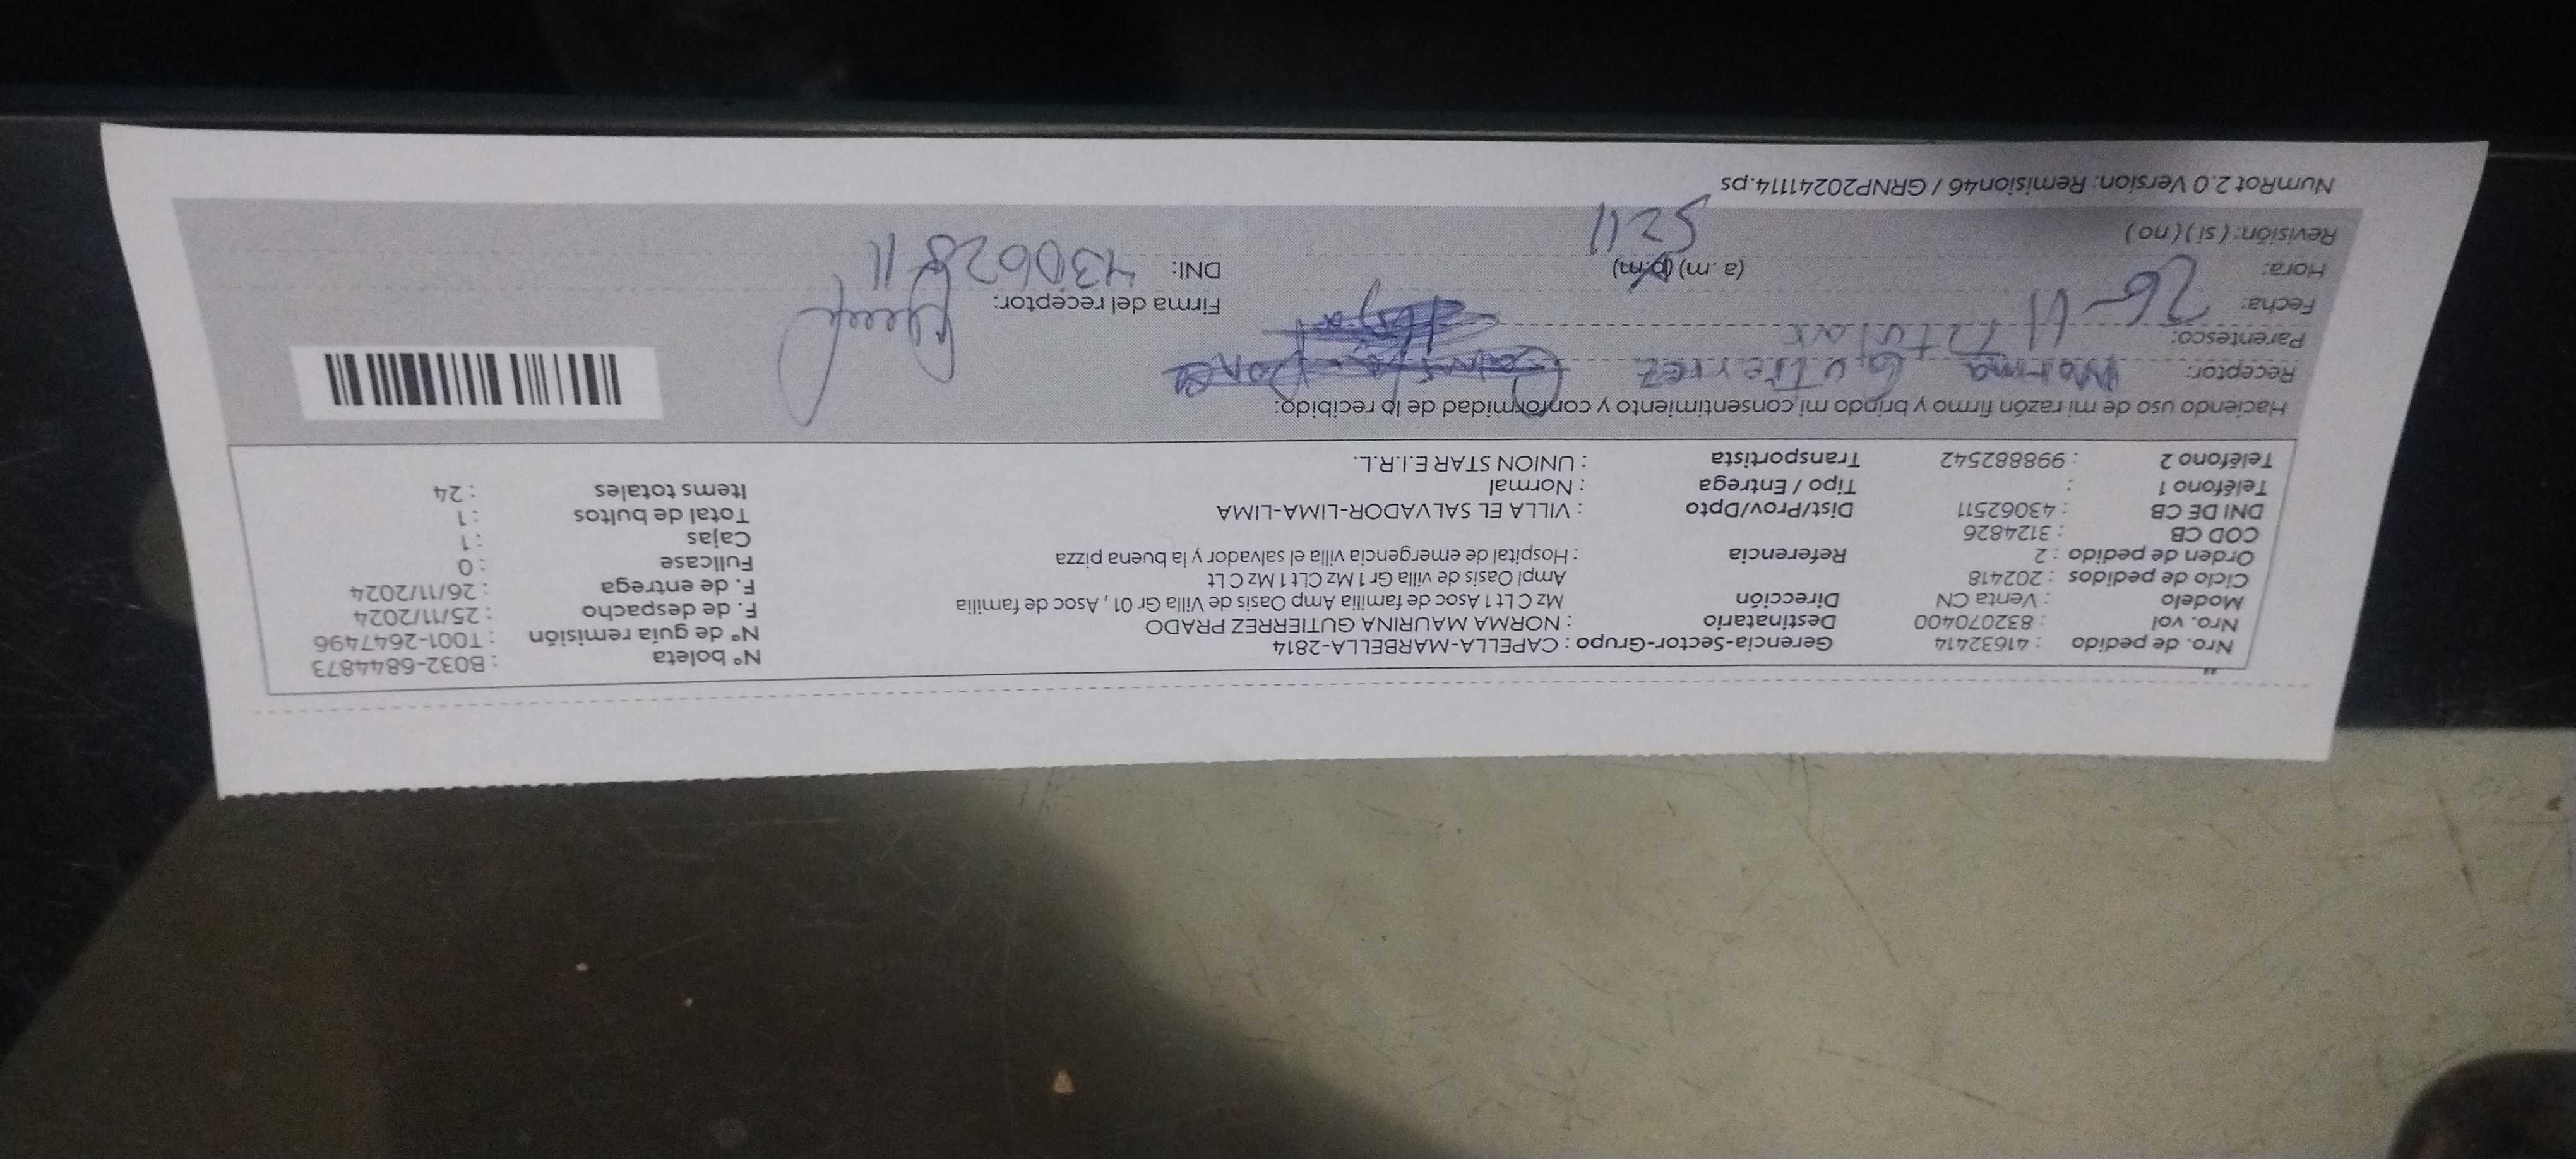 Nro. de pedido : 41632414 Gerencia-Sector-Grupo : CAPELLA-MARBELLA-2814 Nº boleta : B032-6844873
Nro. vol : 832070400 Destinatario : NORMA MAURINA GUTIERREZ PRADO Nº de guía remisión : T001-2647496
Modelo : Venta CN Dirección Mz C Lt 1 Asoc de familia Amp Oasis de Villa Gr 01 , Asoc de familia F. de despacho : 25/11/2024
Ciclo de pedidos : 202418 Ampl Oasis de villa Gr 1 Mz CLt 1 Mz C Lt F. de entrega : 26/11/2024
Orden de pedido : 2 Referencia : Hospital de emergencia villa el salvador y la buena pizza Fullcase : 0
COD CB : 3124826 Cajas : 1
DNI DE CB : 43062511 Dist/Prov/Dpto : VILLA EL SALVADOR-LIMA-LIMA Total de bultos : 1
Teléfono 1 : Tipo / Entrega : Normal Items totales : 24
Teléfono 2 : 998882542 Transportista : UNION STAR E.I.R.L.
Haciendo uso de mi razón firmo y brindo mi consentimiento y conformidad de lo recibido:
Receptor: Norma Gutierrez
Parentesco: Titular
Fecha: 26-11 Firma del receptor:
Hora: (a.m) (p.m) DNI:
Revisión: ( si ) ( no )
NumRot 2.0 Version: Remision46 / GRNP20241114.ps